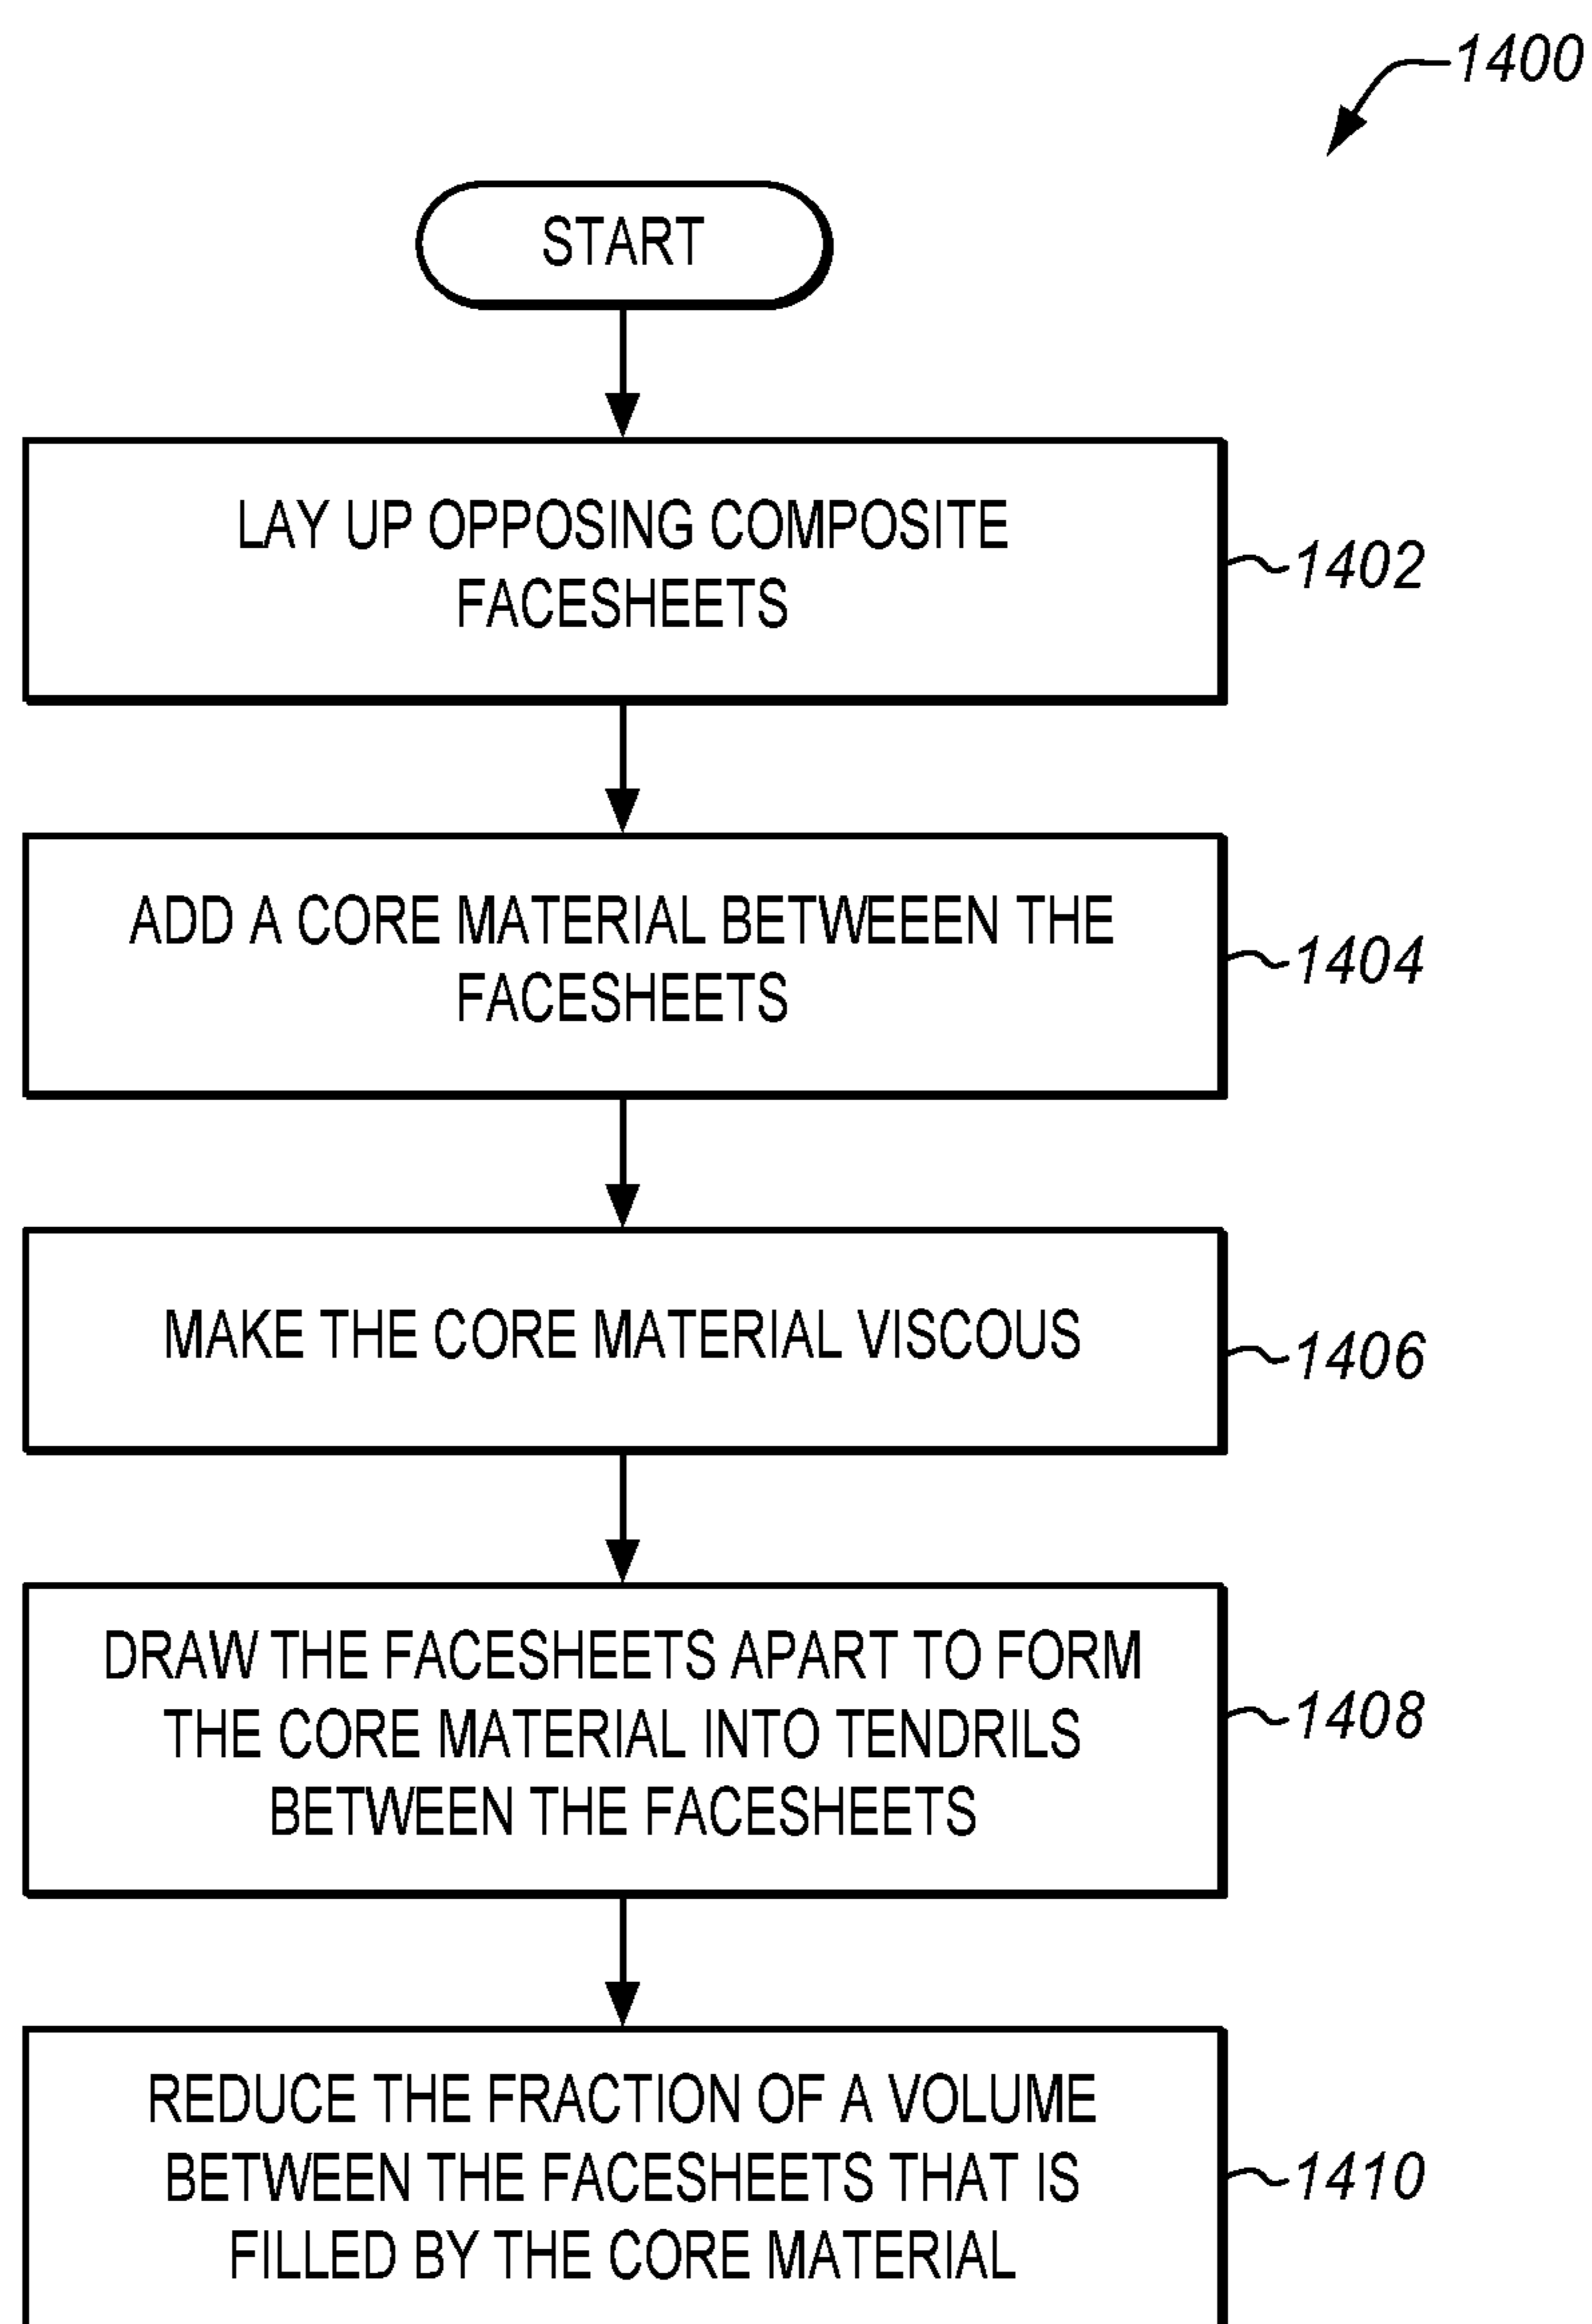 1400
START
LAY UP OPPOSING COMPOSITE
FACESHEETS
1402
ADD A CORE MATERIAL BETWEEEN THE
FACESHEETS
1404
MAKE THE CORE MATERIAL VISCOUS
1406
DRAW THE FACESHEETS APART TO FORM
THE CORE MATERIAL INTO TENDRILS
BETWEEN THE FACESHEETS
1408
REDUCE THE FRACTION OF A VOLUME
BETWEEN THE FACESHEETS THAT IS
FILLED BY THE CORE MATERIAL
1410